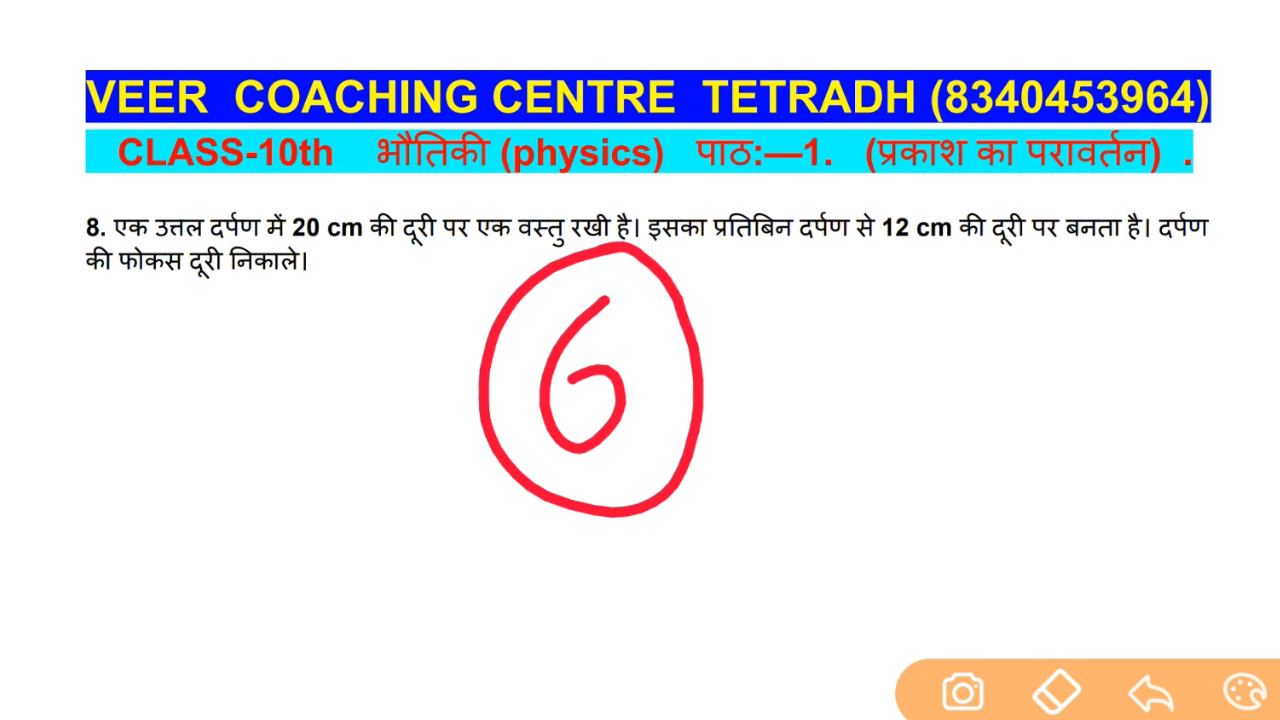 VEER COACHING CENTRE TETRADH (8340453964)
CLASS-10th भौतिकी (physics) पाठ:—1. (प्रकाश का परावर्तन) .
8. एक उत्तल दर्पण में 20 cm की दूरी पर एक वस्तु रखी है। इसका प्रतिबिन दर्पण से 12 cm की दूरी पर बनता है। दर्पण
की फोकस दूरी निकाले।
6